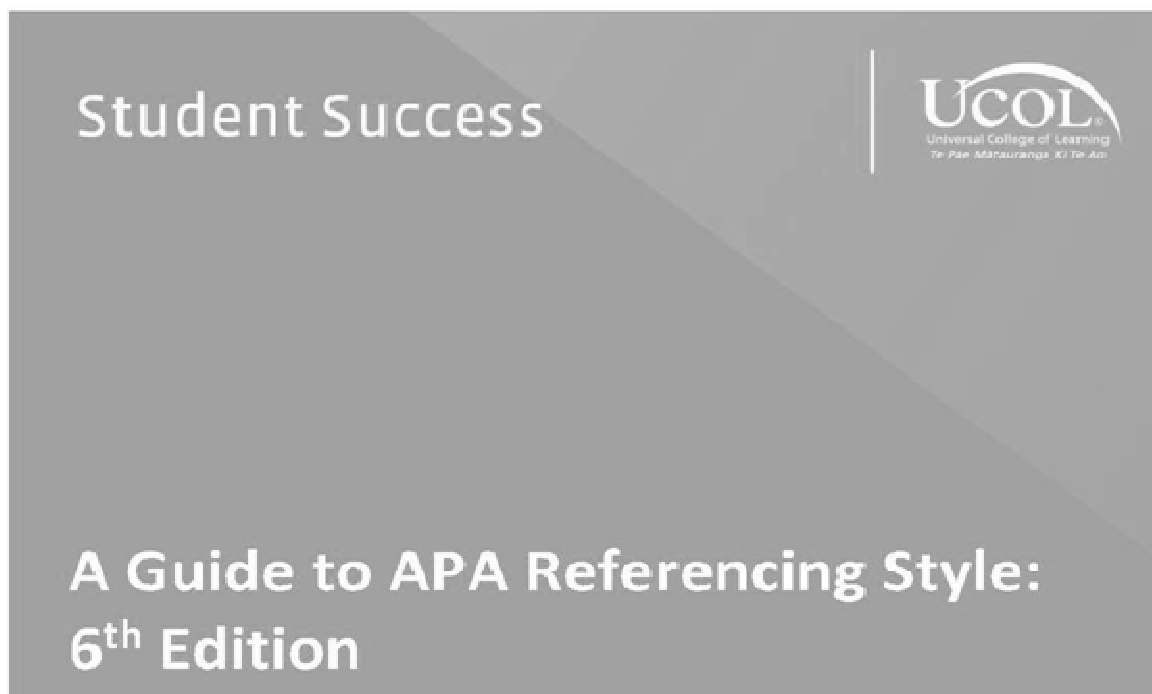 Student Success
UCOL®
Universal College of Learning
Te Pae Mātauranga Ki Te Ao
A Guide to APA Referencing Style:
6th Edition